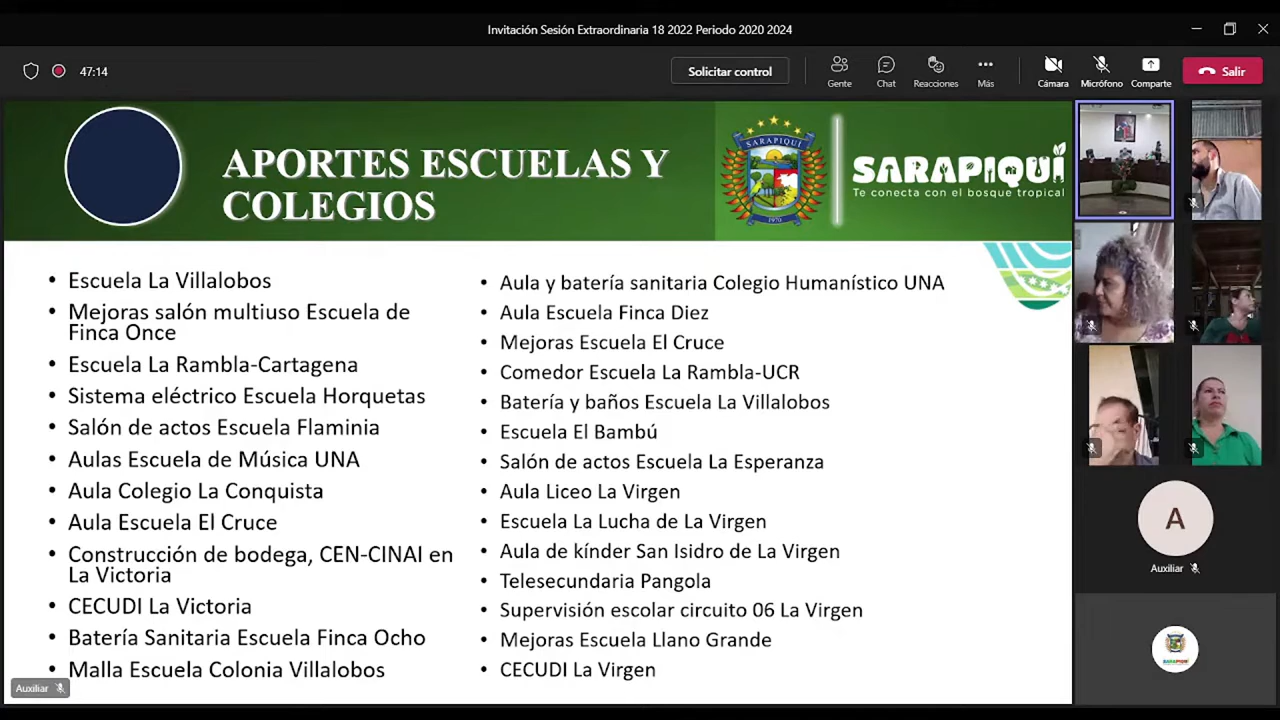 Invitación Sesión Extraordinaria 18 2022 Periodo 2020 2024
47:14
Solicitar control
Gente
Chat
Reacciones
Más
Cámara
Micrófono
Comparte
Salir
APORTES ESCUELAS Y
COLEGIOS
SARAPIQUÍ
1970
SARAPIQUÍ
Te conecta con el bosque tropical
• Escuela La Villalobos
• Mejoras salón multiuso Escuela de
Finca Once
• Escuela La Rambla-Cartagena
• Sistema eléctrico Escuela Horquetas
• Salón de actos Escuela Flaminia
• Aulas Escuela de Música UNA
• Aula Colegio La Conquista
• Aula Escuela El Cruce
• Construcción de bodega, CEN-CINAI en
La Victoria
• CECUDI La Victoria
• Batería Sanitaria Escuela Finca Ocho
• Malla Escuela Colonia Villalobos
• Aula y batería sanitaria Colegio Humanístico UNA
• Aula Escuela Finca Diez
• Mejoras Escuela El Cruce
• Comedor Escuela La Rambla-UCR
• Batería y baños Escuela La Villalobos
• Escuela El Bambú
• Salón de actos Escuela La Esperanza
• Aula Liceo La Virgen
• Escuela La Lucha de La Virgen
• Aula de kínder San Isidro de La Virgen
• Telesecundaria Pangola
• Supervisión escolar circuito 06 La Virgen
• Mejoras Escuela Llano Grande
• CECUDI La Virgen
Auxiliar
A
Auxiliar
SARAPIQUÍ